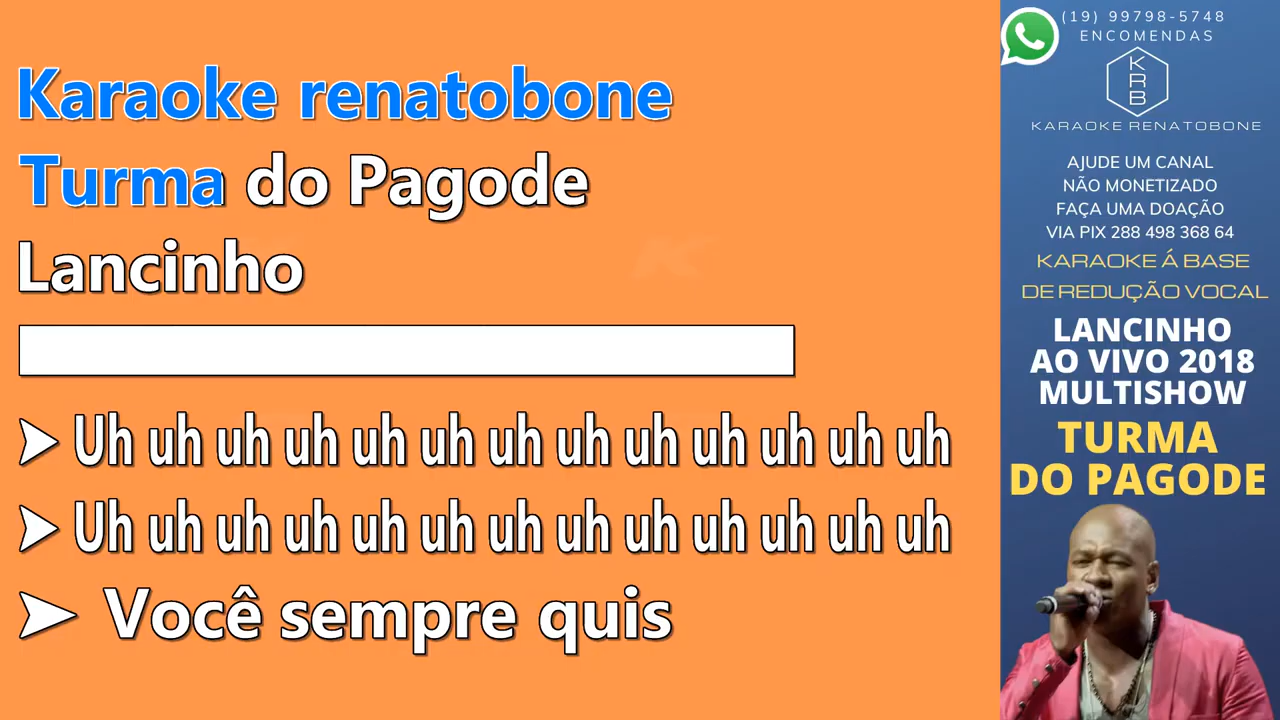 Karaoke renatobone
Turma do Pagode
Lancinho
➤ Uh uh uh uh uh uh uh uh uh uh uh uh uh
➤ Uh uh uh uh uh uh uh uh uh uh uh uh uh
➤ Você sempre quis
(19) 99798-5748
ENCOMENDAS
K
R
B
KARAOKE RENATOBONE
AJUDE UM CANAL
NÃO MONETIZADO
FAÇA UMA DOAÇÃO
VIA PIX 288 498 368 64
KARAOKE Á BASE
DE REDUÇÃO VOCAL
LANCINHO
AO VIVO 2018
MULTISHOW
TURMA
DO PAGODE